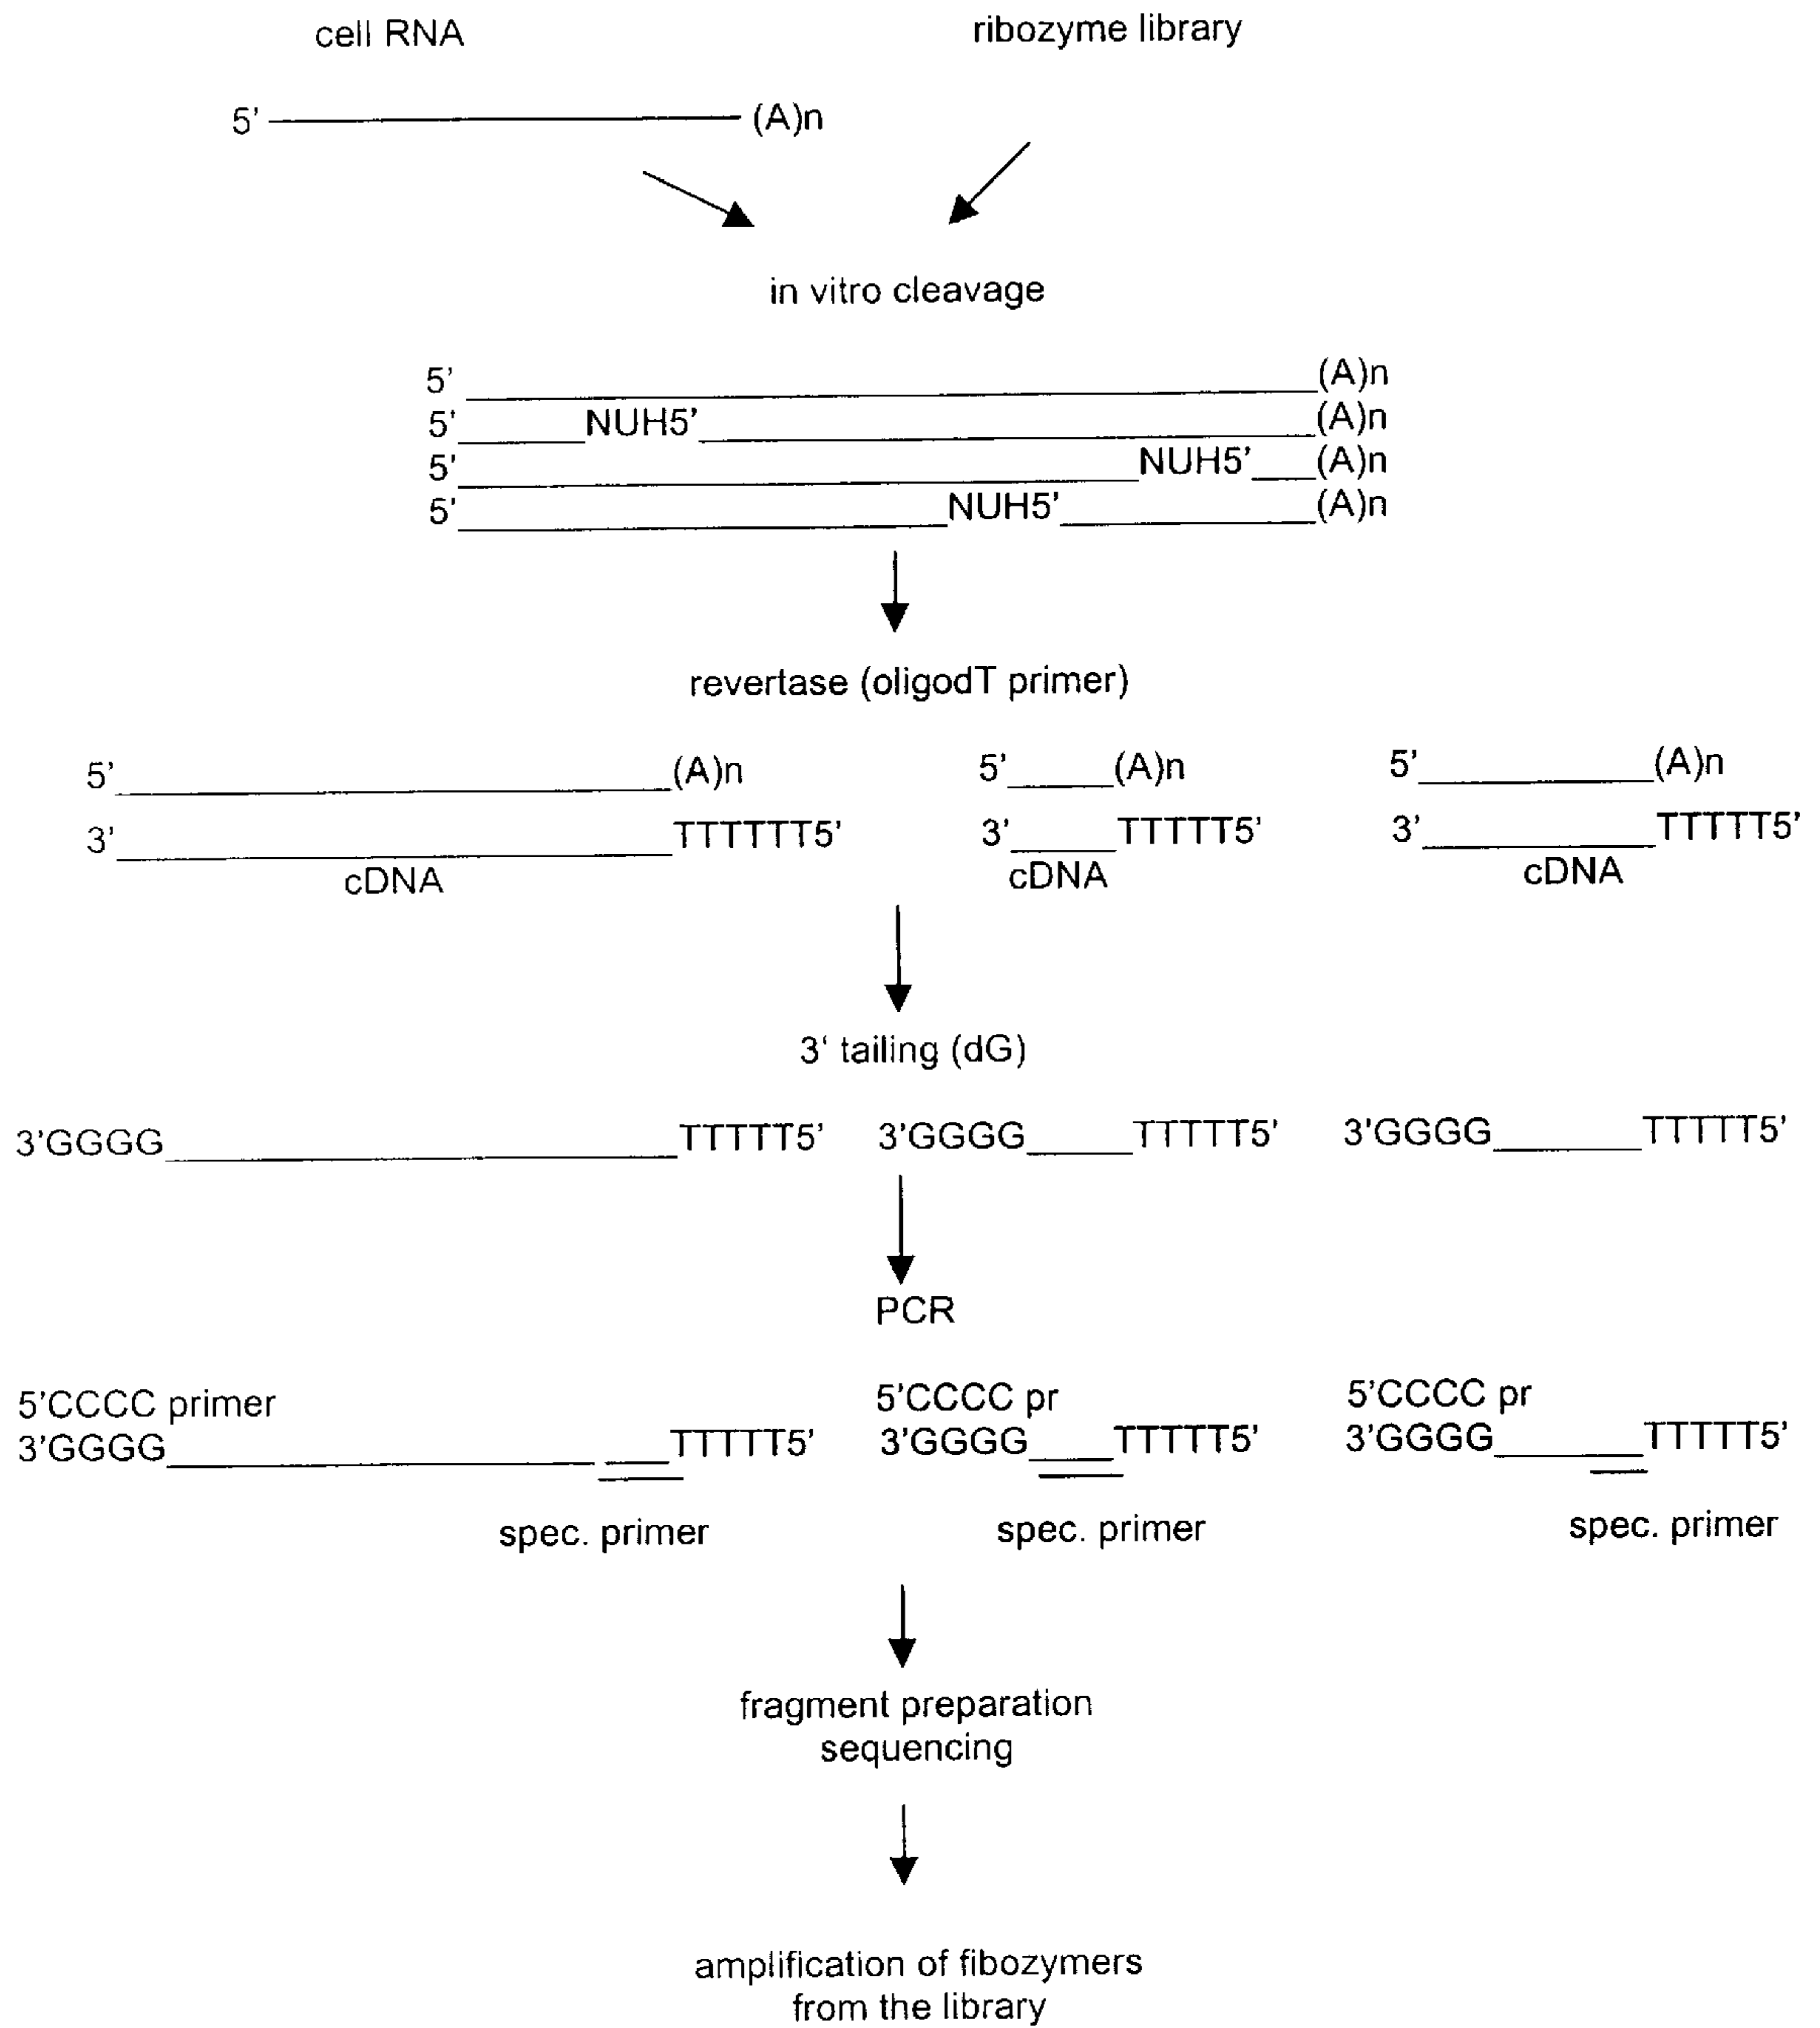 cell RNA
ribozyme library
5' (A)n
in vitro cleavage
5' (A)n
5' NUH5' (A)n
5' NUH5' (A)n
5' NUH5' (A)n
revertase (oligodT primer)
5' (A)n 5' (A)n 5' (A)n
3' TTTTTT5' 3' TTTTT5' 3' TTTTT5'
cDNA cDNA cDNA
3' tailing (dG)
3'GGGG TTTTT5' 3'GGGG TTTTT5' 3'GGGG TTTTT5'
PCR
5'CCCC primer 5'CCCC pr 5'CCCC pr
3'GGGG TTTTT5' 3'GGGG TTTTT5' 3'GGGG TTTTT5'
spec. primer spec. primer spec. primer
fragment preparation
sequencing
amplification of fibozymers
from the library